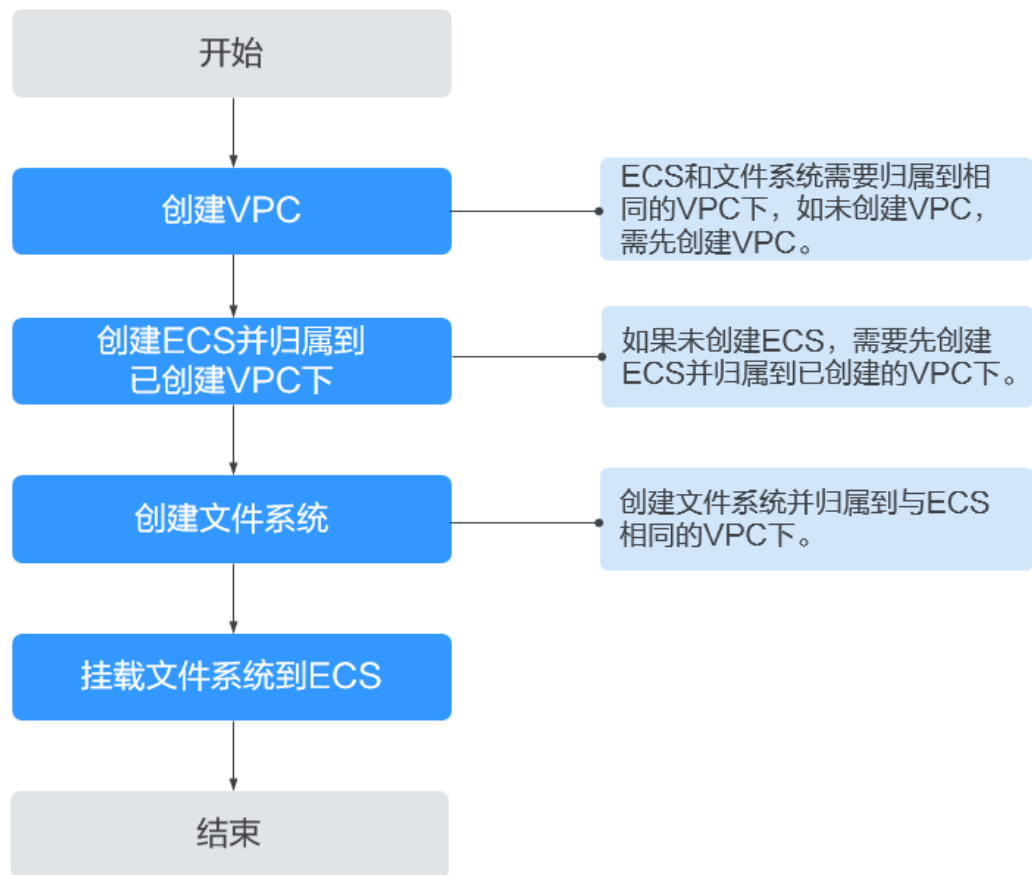 开始
创建VPC
ECS和文件系统需要归属到相
同的VPC下，如未创建VPC，
需先创建VPC。
创建ECS并归属到
已创建VPC下
如果未创建ECS，需要先创建
ECS并归属到已创建的VPC下。
创建文件系统
创建文件系统并归属到与ECS
相同的VPC下。
挂载文件系统到ECS
结束